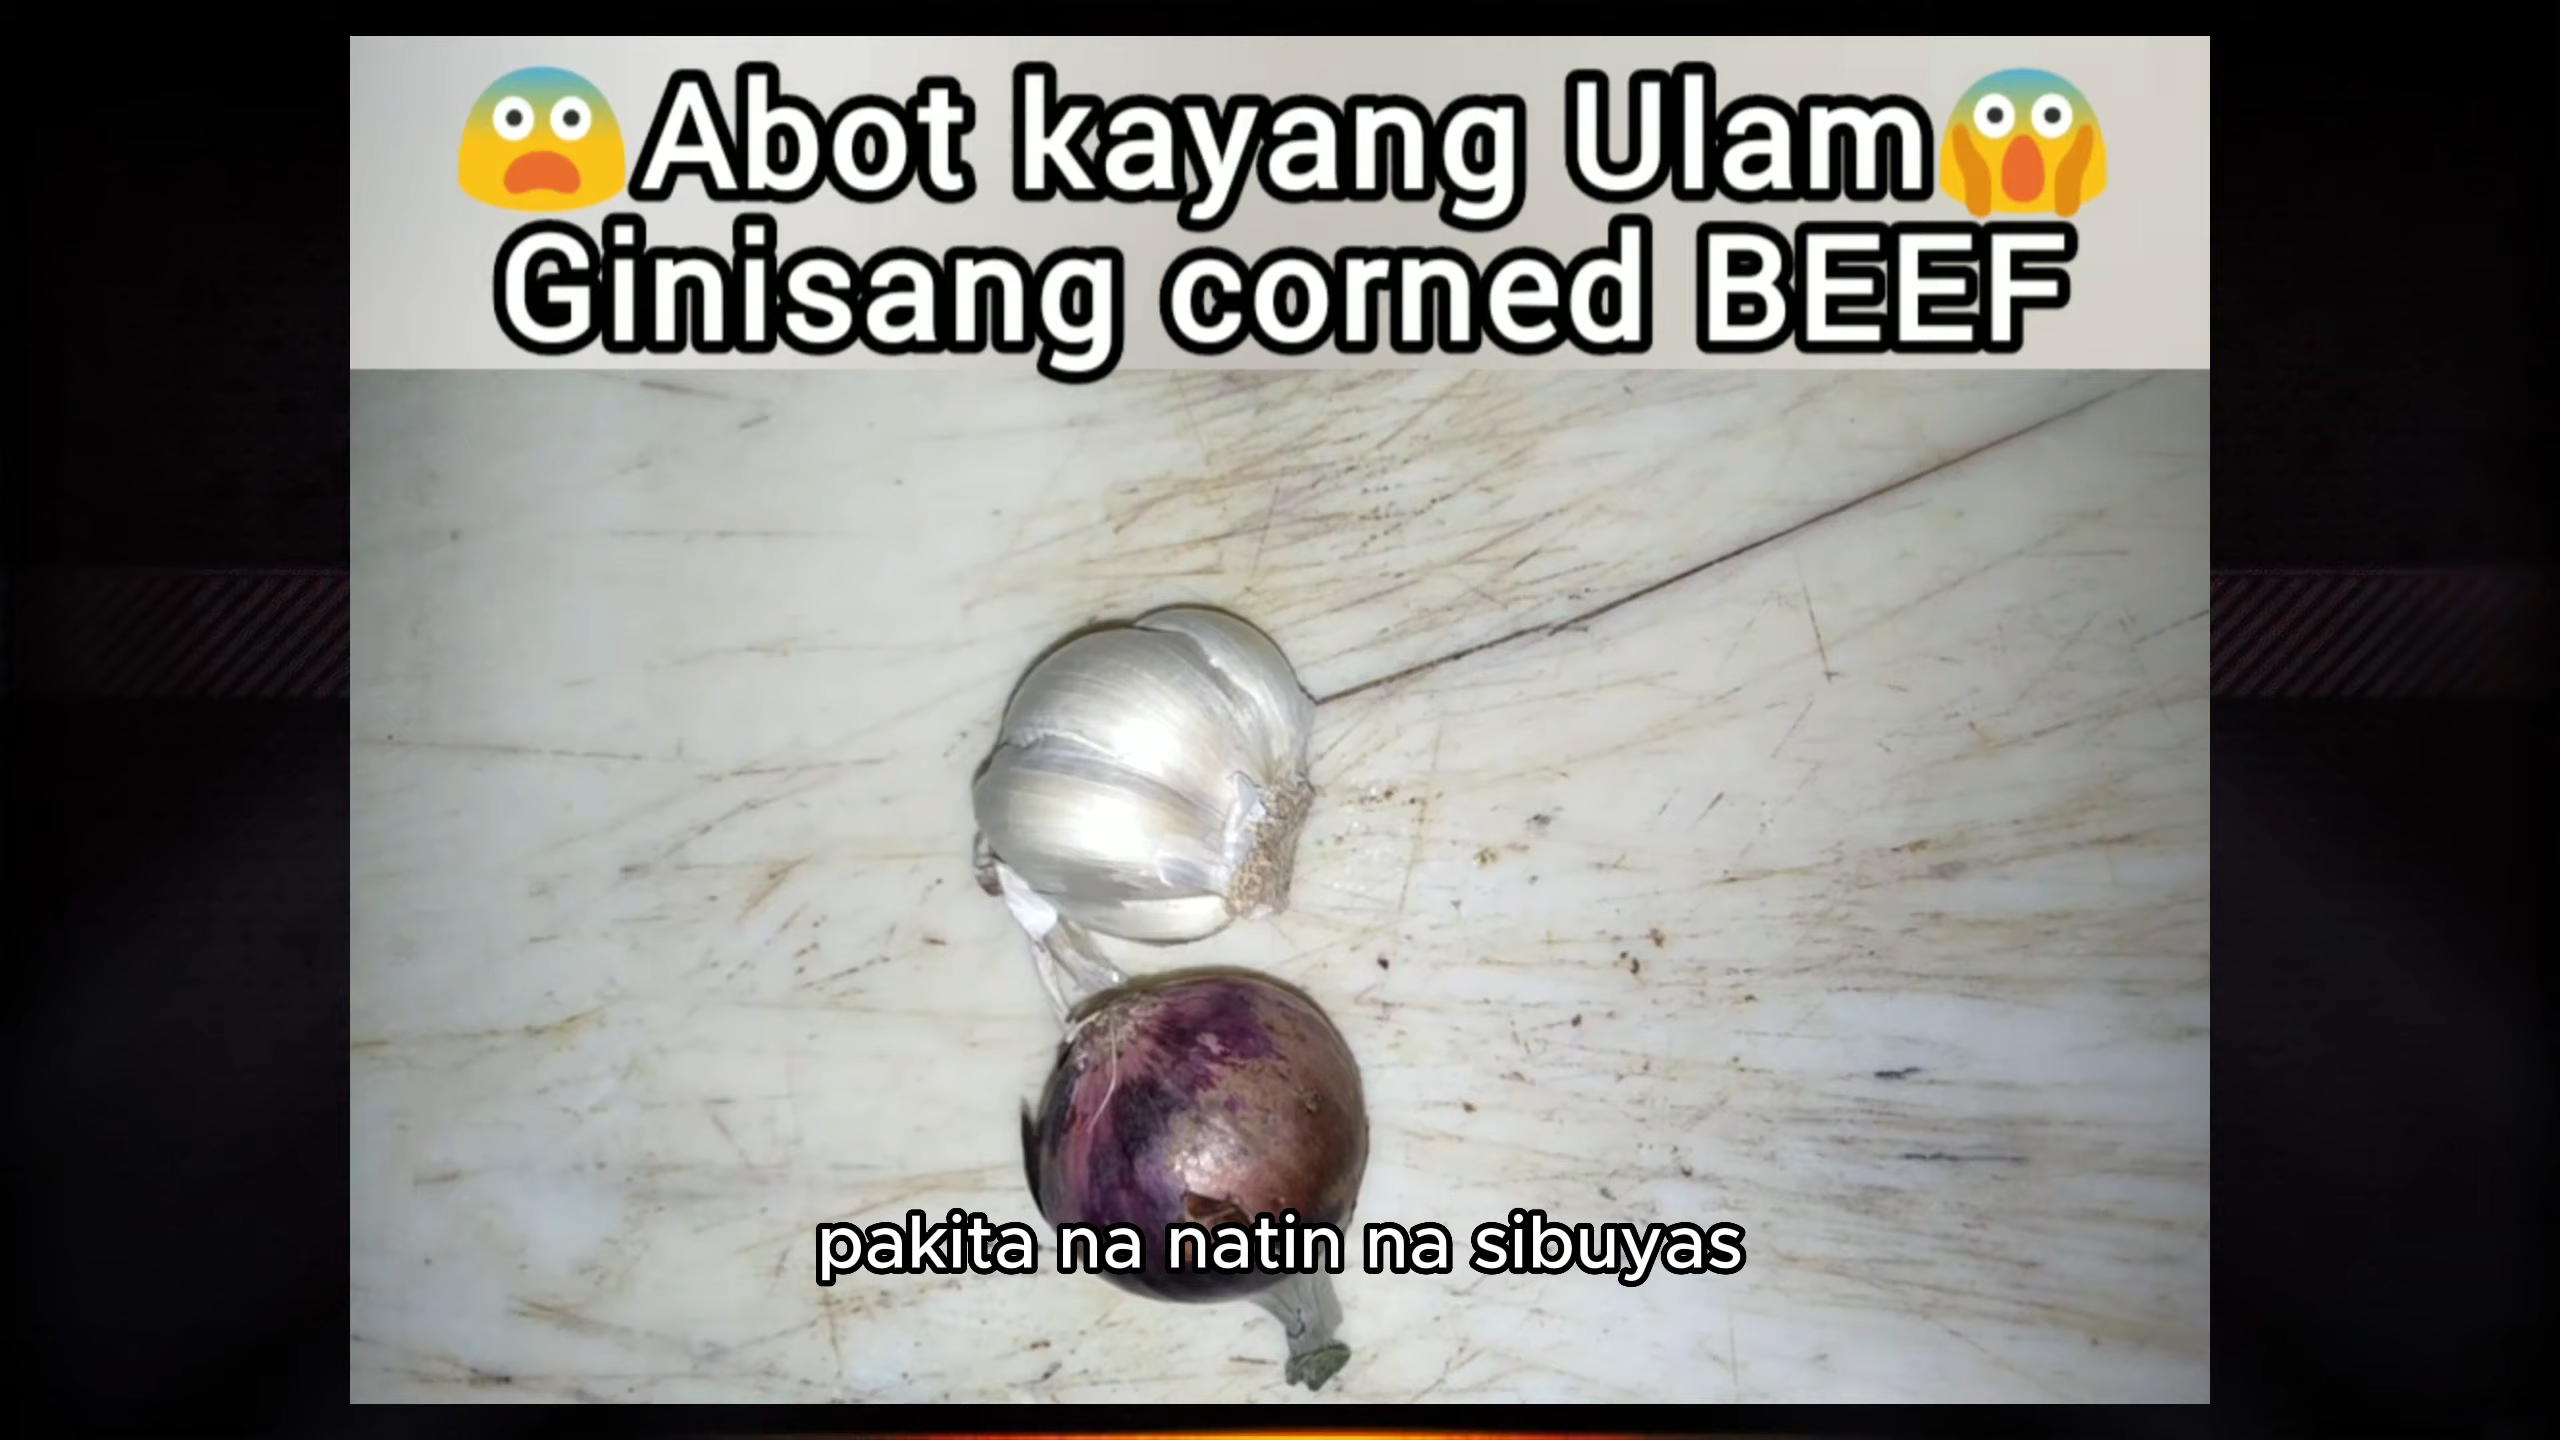 😨Abot kayang Ulam😱
Ginisang corned BEEF
pakita na natin na sibuyas